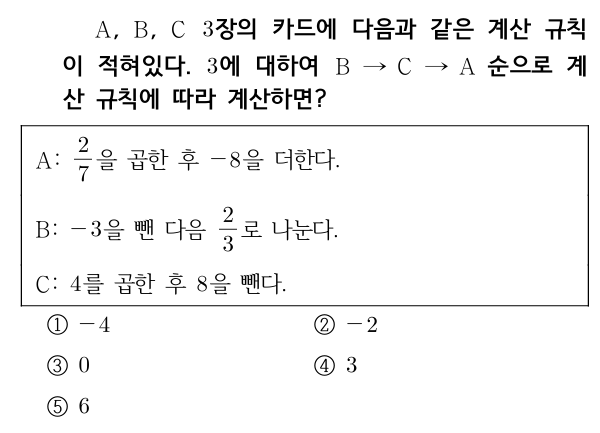 A, B, C 3장의 카드에 다음과 같은 계산 규칙
이 적혀있다. 3에 대하여 B → C → A 순으로 계
산 규칙에 따라 계산하면?
A: 2/7을 곱한 후 −8을 더한다.
B: −3을 뺀 다음 2/3로 나눈다.
C: 4를 곱한 후 8을 뺀다.
① −4 ② −2
③ 0 ④ 3
⑤ 6